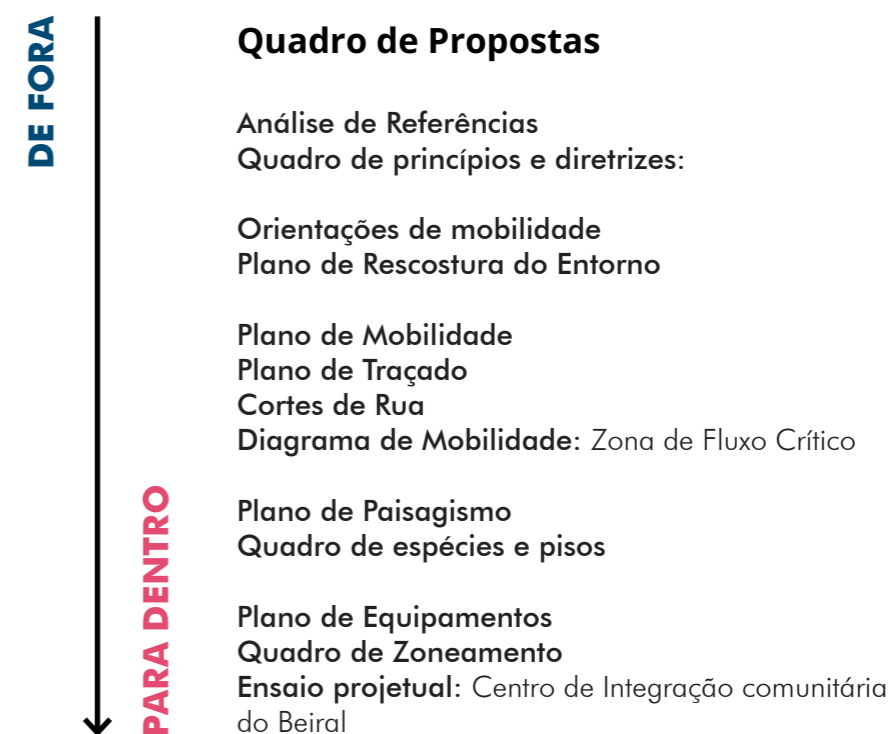 DE FORA
PARA DENTRO
Quadro de Propostas
Análise de Referências
Quadro de princípios e diretrizes:
Orientações de mobilidade
Plano de Rescostura do Entorno
Plano de Mobilidade
Plano de Traçado
Cortes de Rua
Diagrama de Mobilidade: Zona de Fluxo Crítico
Plano de Paisagismo
Quadro de espécies e pisos
Plano de Equipamentos
Quadro de Zoneamento
Ensaio projetual: Centro de Integração comunitária
do Beiral